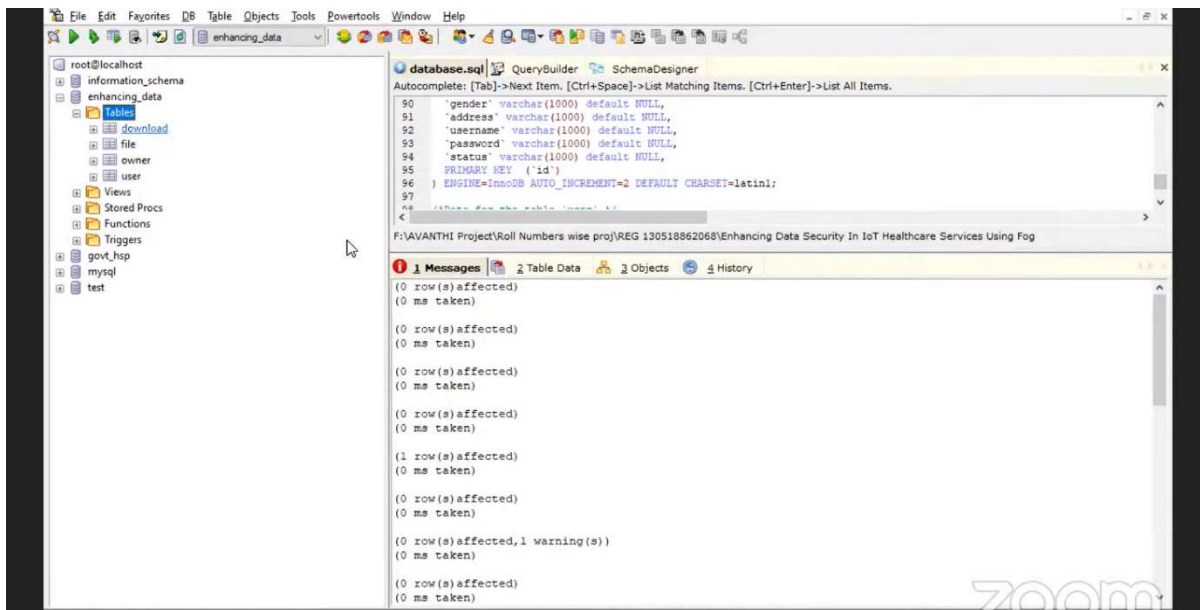 File Edit Favorites DB Table Objects Tools Powertools Window Help
enhancing_data
root@localhost
information_schema
enhancing_data
Tables
download
file
owner
user
Views
Stored Procs
Functions
Triggers
govt_hsp
mysql
test
database.sql QueryBuilder SchemaDesigner
Autocomplete: [Tab]->Next Item. [Ctrl+Space]->List Matching Items. [Ctrl+Enter]->List All Items.
90 `gender` varchar(1000) default NULL,
91 `address` varchar(1000) default NULL,
92 `username` varchar(1000) default NULL,
93 `password` varchar(1000) default NULL,
94 `status` varchar(1000) default NULL,
95 PRIMARY KEY (`id`)
96 ) ENGINE=InnoDB AUTO_INCREMENT=2 DEFAULT CHARSET=latin1;
97
98 /*Data for the table `user` */
F:\AVANTHI Project\Roll Numbers wise proj\REG 130518862068\Enhancing Data Security In IoT Healthcare Services Using Fog
1 Messages 2 Table Data 3 Objects 4 History
(0 row(s)affected)
(0 ms taken)
(0 row(s)affected)
(0 ms taken)
(0 row(s)affected)
(0 ms taken)
(0 row(s)affected)
(0 ms taken)
(1 row(s)affected)
(0 ms taken)
(0 row(s)affected)
(0 ms taken)
(0 row(s)affected,1 warning(s))
(0 ms taken)
(0 row(s)affected)
(0 ms taken)
zoom